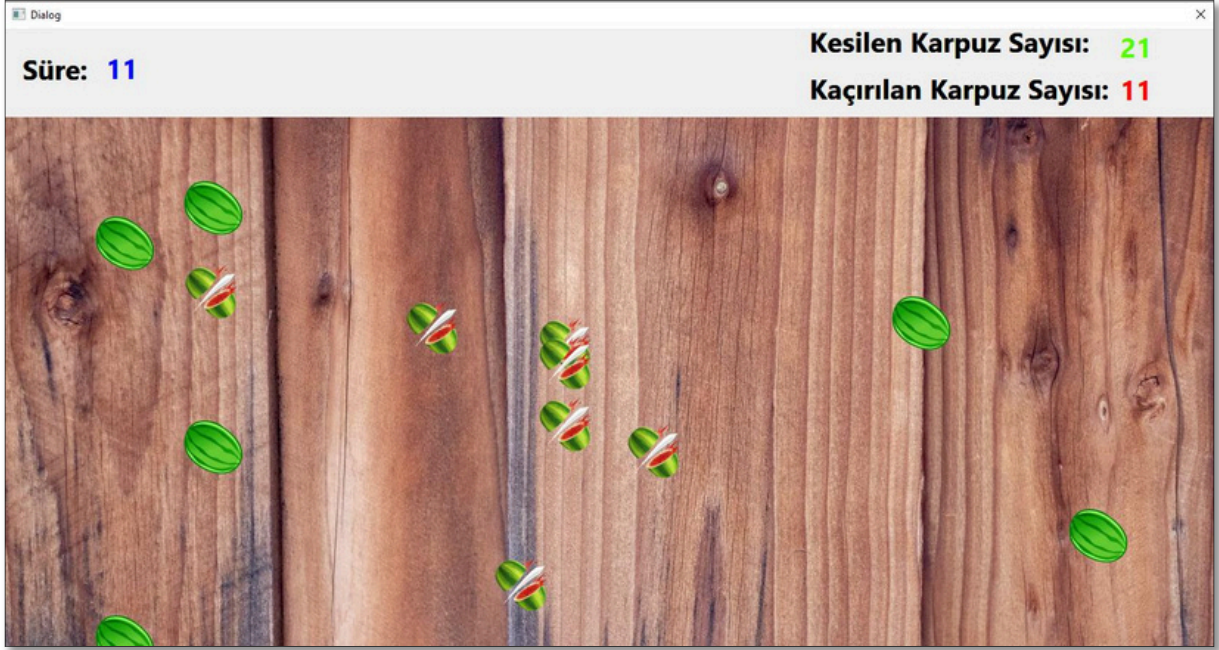 Dialog
Süre: 11
Kesilen Karpuz Sayısı: 21
Kaçırılan Karpuz Sayısı: 11